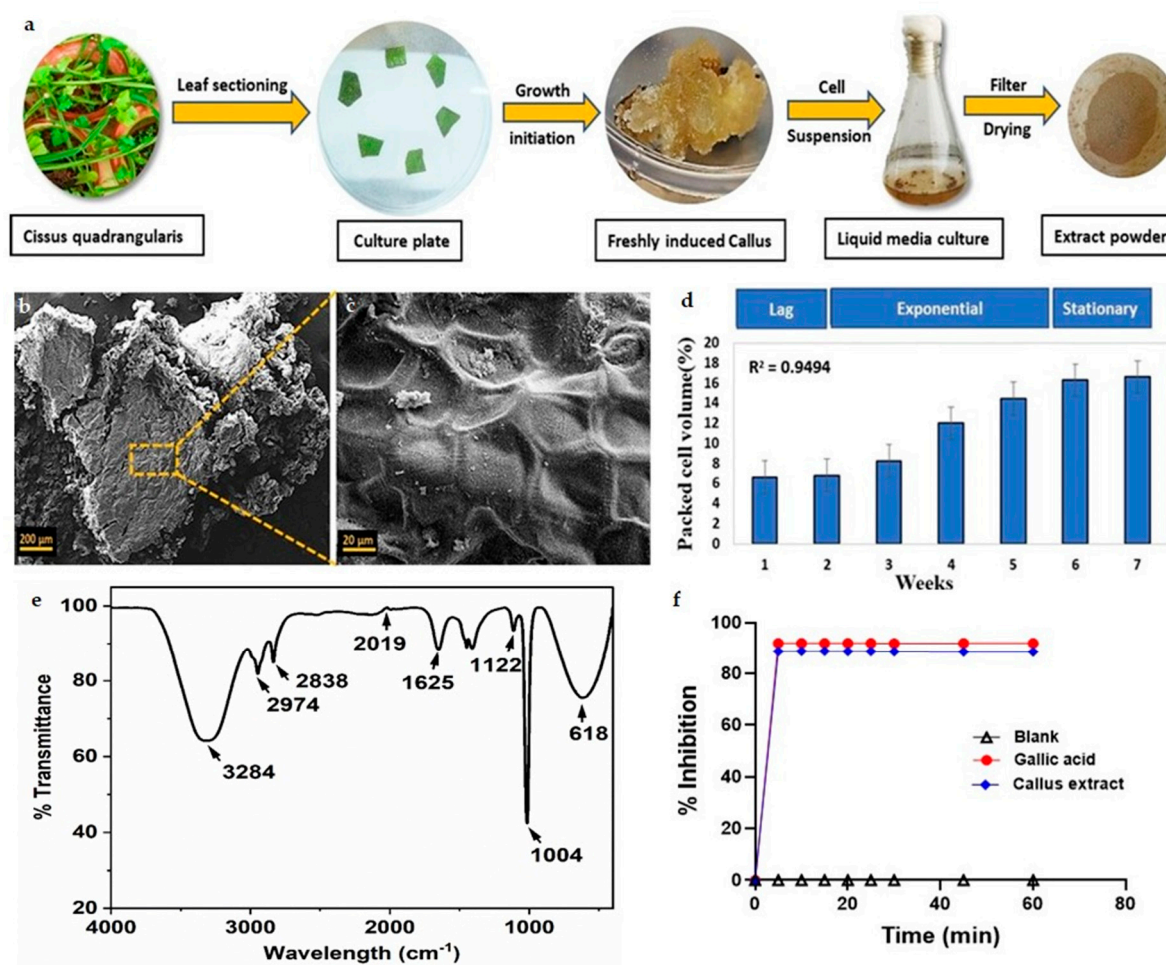 a
Leaf sectioning
Growth
initiation
Cell
Suspension
Filter
Drying
Cissus quadrangularis
Culture plate
Freshly induced Callus
Liquid media culture
Extract powder
b
200 µm
c
20 µm
d
Lag
Exponential
Stationary
R² = 0.9494
Packed cell volume(%)
20
18
16
14
12
10
8
6
4
2
0
1 2 3 4 5 6 7
Weeks
e
% Transmittance
100
80
60
40
20
3284
2974
2838
2019
1625
1122
1004
618
4000 3000 2000 1000
Wavelength (cm⁻¹)
f
% Inhibition
100
80
60
40
20
0
Blank
Gallic acid
Callus extract
0 20 40 60 80
Time (min)